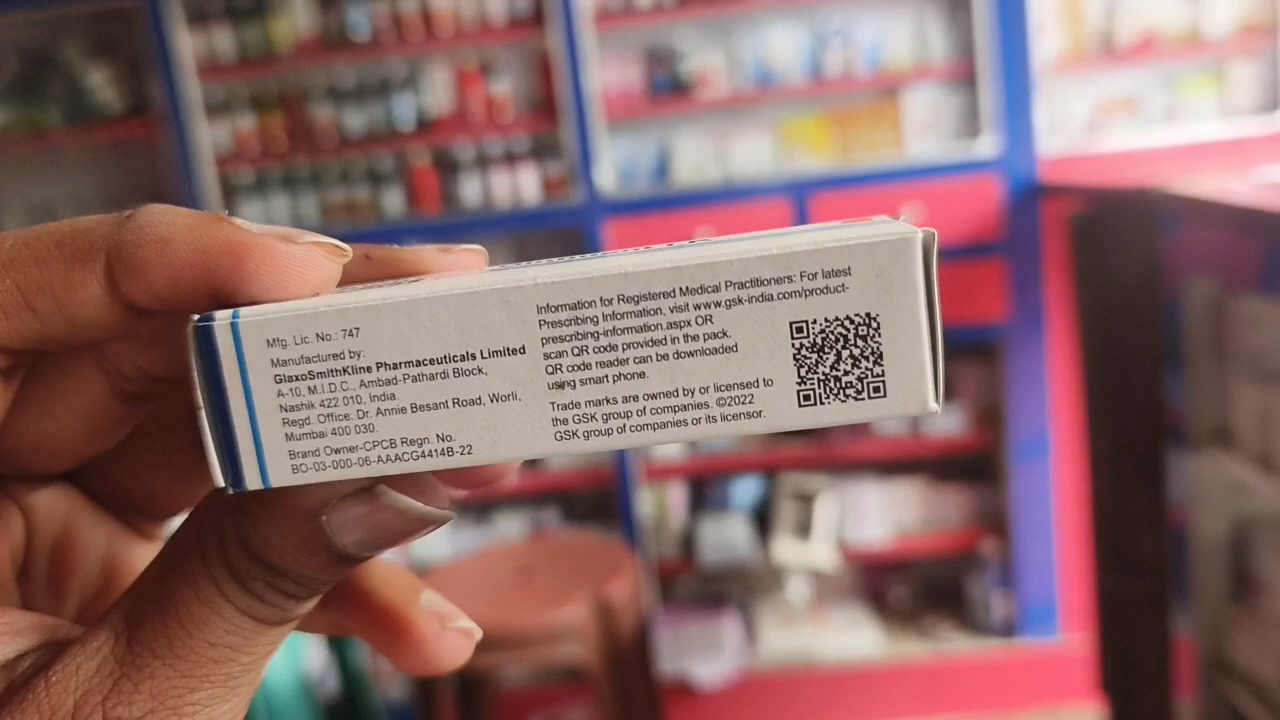 Mfg. Lic. No.: 747
Manufactured by:
GlaxoSmithKline Pharmaceuticals Limited
A-10, M.I.D.C., Ambad-Pathardi Block,
Nashik 422 010, India.
Regd. Office: Dr. Annie Besant Road, Worli,
Mumbai 400 030.
Brand Owner-CPCB Regn. No.
BO-03-000-06-AAACG4414B-22
Information for Registered Medical Practitioners: For latest
Prescribing Information, visit www.gsk-india.com/product-
prescribing-information.aspx OR
scan QR code provided in the pack.
QR code reader can be downloaded
using smart phone.
Trade marks are owned by or licensed to
the GSK group of companies. ©2022
GSK group of companies or its licensor.